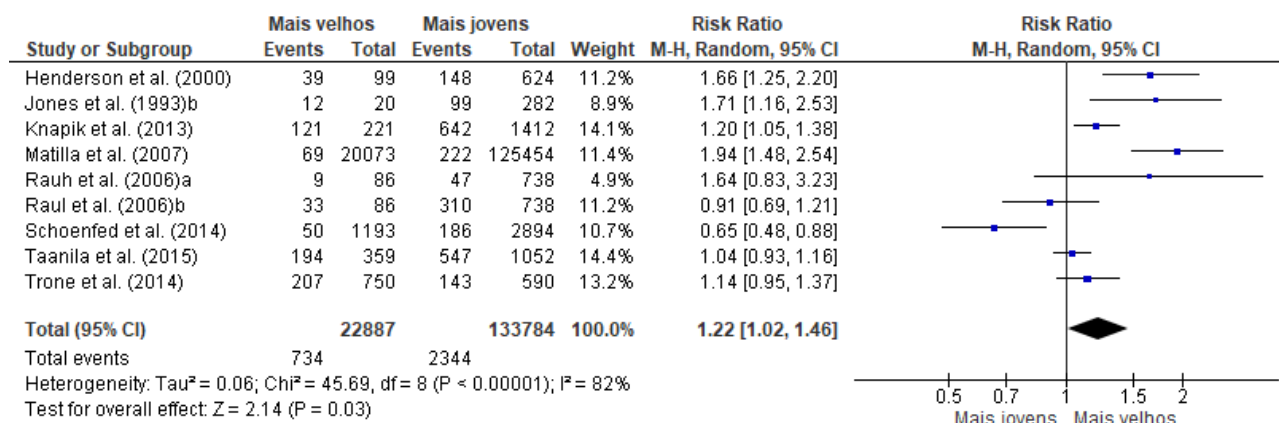 Mais velhos Mais jovens Risk Ratio Risk Ratio
Study or Subgroup Events Total Events Total Weight M-H, Random, 95% CI M-H, Random, 95% CI
Henderson et al. (2000) 39 99 148 624 11.2% 1.66 [1.25, 2.20]
Jones et al. (1993)b 12 20 99 282 8.9% 1.71 [1.16, 2.53]
Knapik et al. (2013) 121 221 642 1412 14.1% 1.20 [1.05, 1.38]
Matilla et al. (2007) 69 20073 222 125454 11.4% 1.94 [1.48, 2.54]
Rauh et al. (2006)a 9 86 47 738 4.9% 1.64 [0.83, 3.23]
Raul et al. (2006)b 33 86 310 738 11.2% 0.91 [0.69, 1.21]
Schoenfed et al. (2014) 50 1193 186 2894 10.7% 0.65 [0.48, 0.88]
Taanila et al. (2015) 194 359 547 1052 14.4% 1.04 [0.93, 1.16]
Trone et al. (2014) 207 750 143 590 13.2% 1.14 [0.95, 1.37]
Total (95% CI) 22887 133784 100.0% 1.22 [1.02, 1.46]
Total events 734 2344
Heterogeneity: Tau² = 0.06; Chi² = 45.69, df = 8 (P < 0.00001); I² = 82%
Test for overall effect: Z = 2.14 (P = 0.03)
0.5 0.7 1 1.5 2
Mais jovens Mais velhos